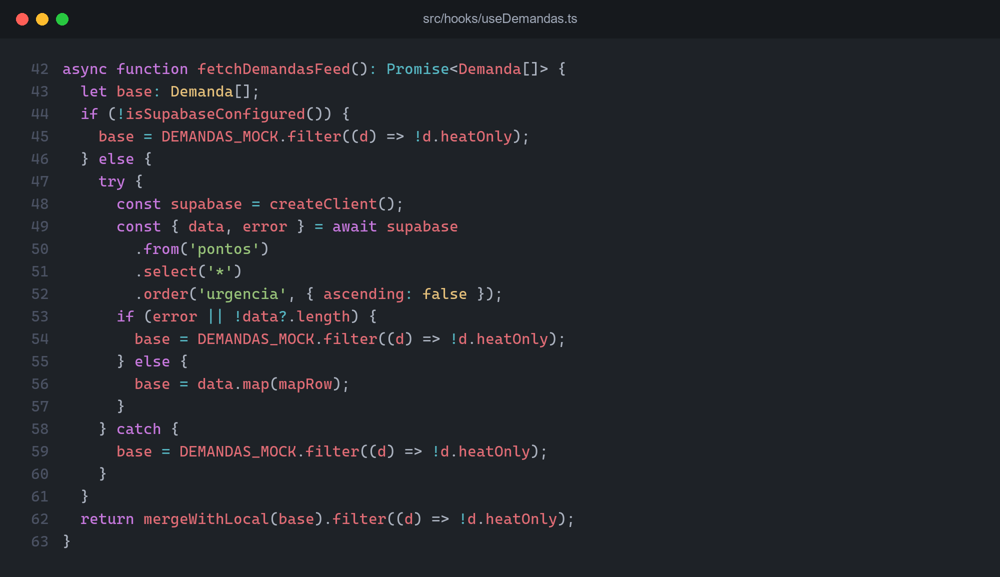 src/hooks/useDemandas.ts
42 async function fetchDemandasFeed(): Promise<Demanda[]> {
43   let base: Demanda[];
44   if (!isSupabaseConfigured()) {
45     base = DEMANDAS_MOCK.filter((d) => !d.heatOnly);
46   } else {
47     try {
48       const supabase = createClient();
49       const { data, error } = await supabase
50         .from('pontos')
51         .select('*')
52         .order('urgencia', { ascending: false });
53       if (error || !data?.length) {
54         base = DEMANDAS_MOCK.filter((d) => !d.heatOnly);
55       } else {
56         base = data.map(mapRow);
57       }
58     } catch {
59       base = DEMANDAS_MOCK.filter((d) => !d.heatOnly);
60     }
61   }
62   return mergeWithLocal(base).filter((d) => !d.heatOnly);
63 }